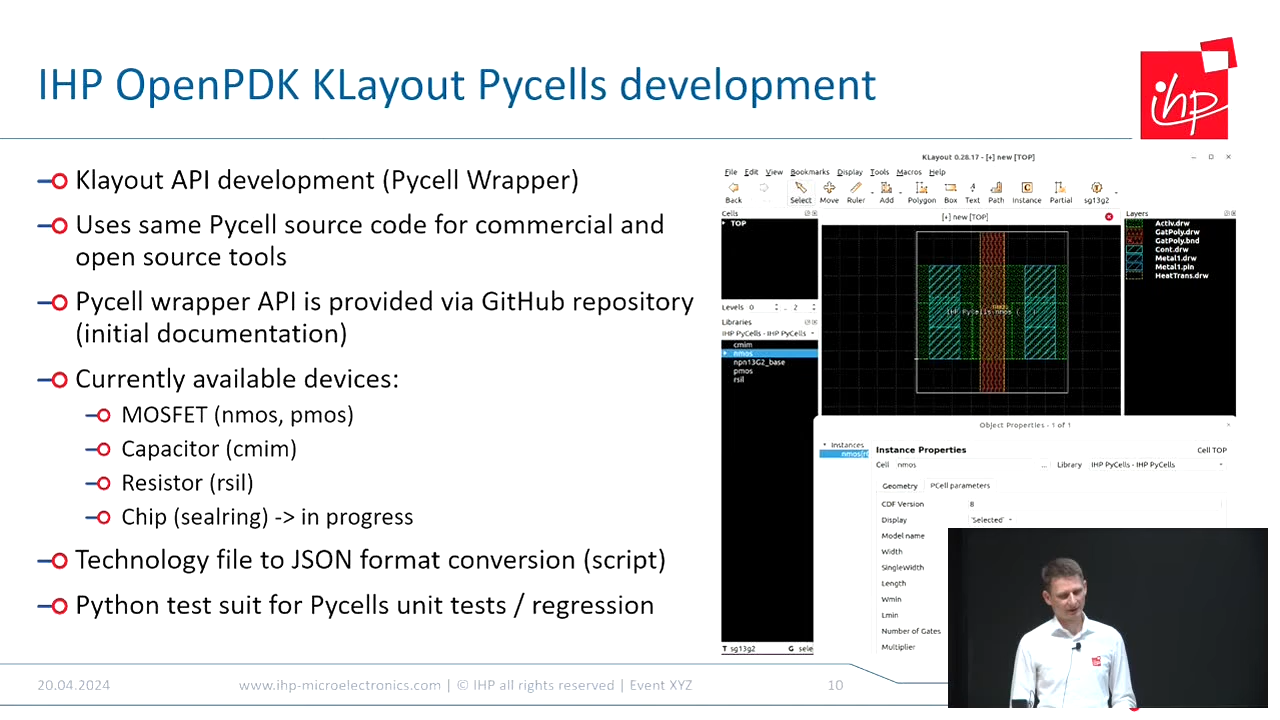 IHP OpenPDK KLayout Pycells development
ihp
Klayout API development (Pycell Wrapper)
Uses same Pycell source code for commercial and
open source tools
Pycell wrapper API is provided via GitHub repository
(initial documentation)
Currently available devices:
MOSFET (nmos, pmos)
Capacitor (cmim)
Resistor (rsil)
Chip (sealring) -> in progress
Technology file to JSON format conversion (script)
Python test suit for Pycells unit tests / regression
KLayout 0.28.17 - [+] new [TOP]
File Edit View Bookmarks Display Tools Macros Help
Back Select Move Ruler Add Polygon Box Text Path Instance Partial sg13g2
Cells
TOP
Levels 0 .. 2
Libraries
IHP PyCells - IHP PyCells
cmim
nmos
npn13G2_base
pmos
rsil
T sg13g2 G sele
[+] new [TOP]
nmos
IHP PyCells-nmos (
Layers
Activ.drw
GatPoly.drw
GatPoly.bnd
Cont.drw
Metal1.drw
Metal1.pin
HeatTrans.drw
Object Properties - 1 of 1
Instances
nmos[r
Instance Properties
Cell TOP
Cell nmos ... Library IHP PyCells - IHP PyCells
Geometry PCell parameters
CDF Version 8
Display 'Selected'
Model name
Width
SingleWidth
Length
Wmin
Lmin
Number of Gates
Multiplier
20.04.2024
www.ihp-microelectronics.com | © IHP all rights reserved | Event XYZ
10